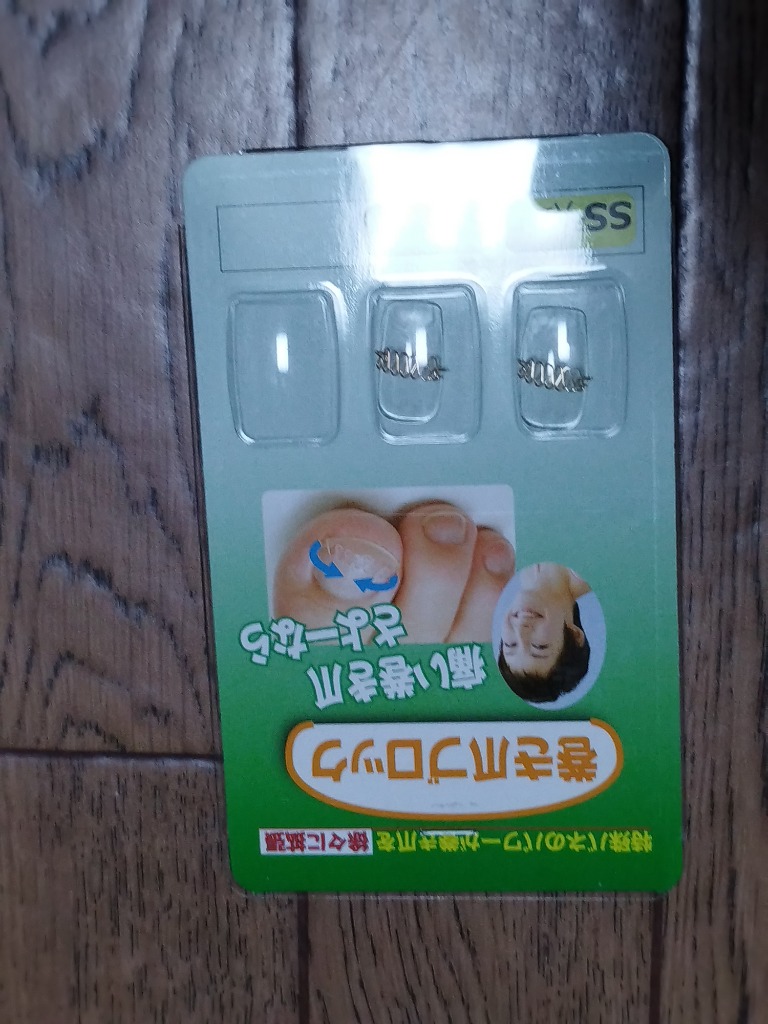 特殊バネのパワーが巻き爪を徐々に拡張
巻き爪ブロック
痛い巻き爪
さよーなら
SS